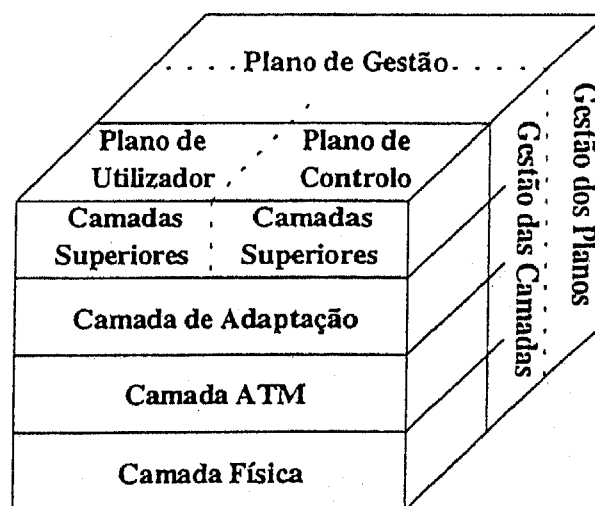 Plano de Gestão
Plano de
Utilizador
Plano de
Controlo
Camadas
Superiores
Camadas
Superiores
Camada de Adaptação
Camada ATM
Camada Física
Gestão das Camadas
Gestão dos Planos